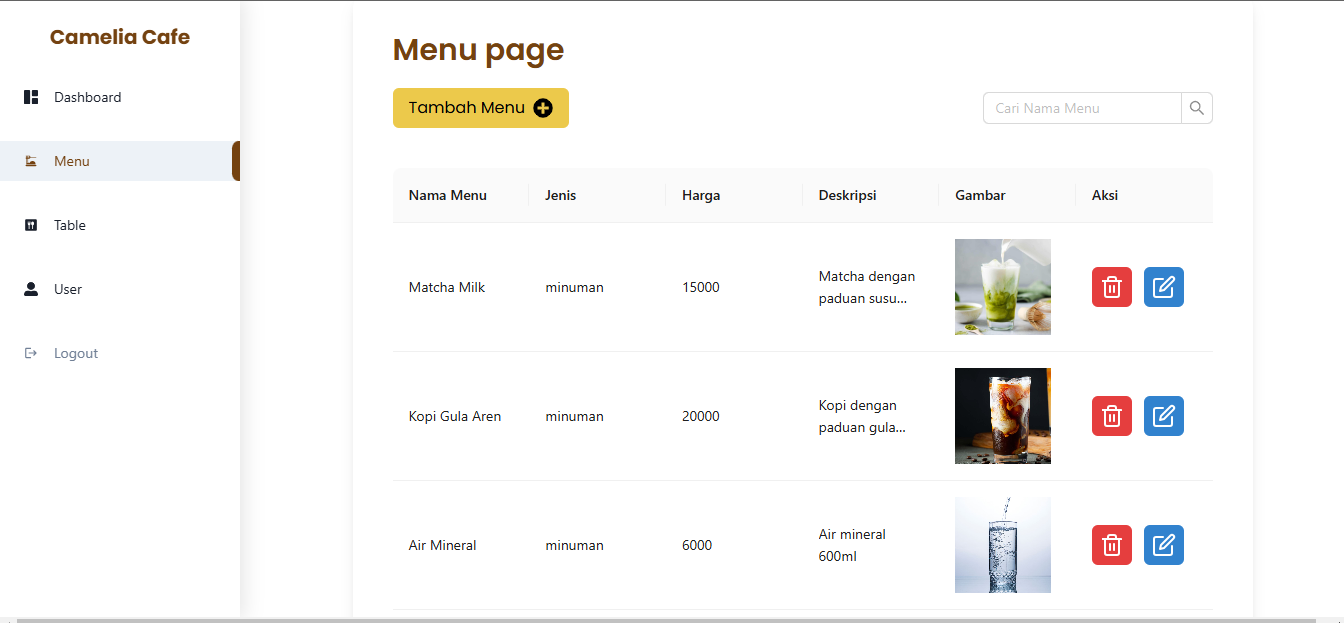 Camelia Cafe
Dashboard
Menu
Table
User
Logout
Menu page
Tambah Menu
Cari Nama Menu
Nama Menu Jenis Harga Deskripsi Gambar Aksi
Matcha Milk minuman 15000 Matcha dengan
paduan susu...
Kopi Gula Aren minuman 20000 Kopi dengan
paduan gula...
Air Mineral minuman 6000 Air mineral
600ml